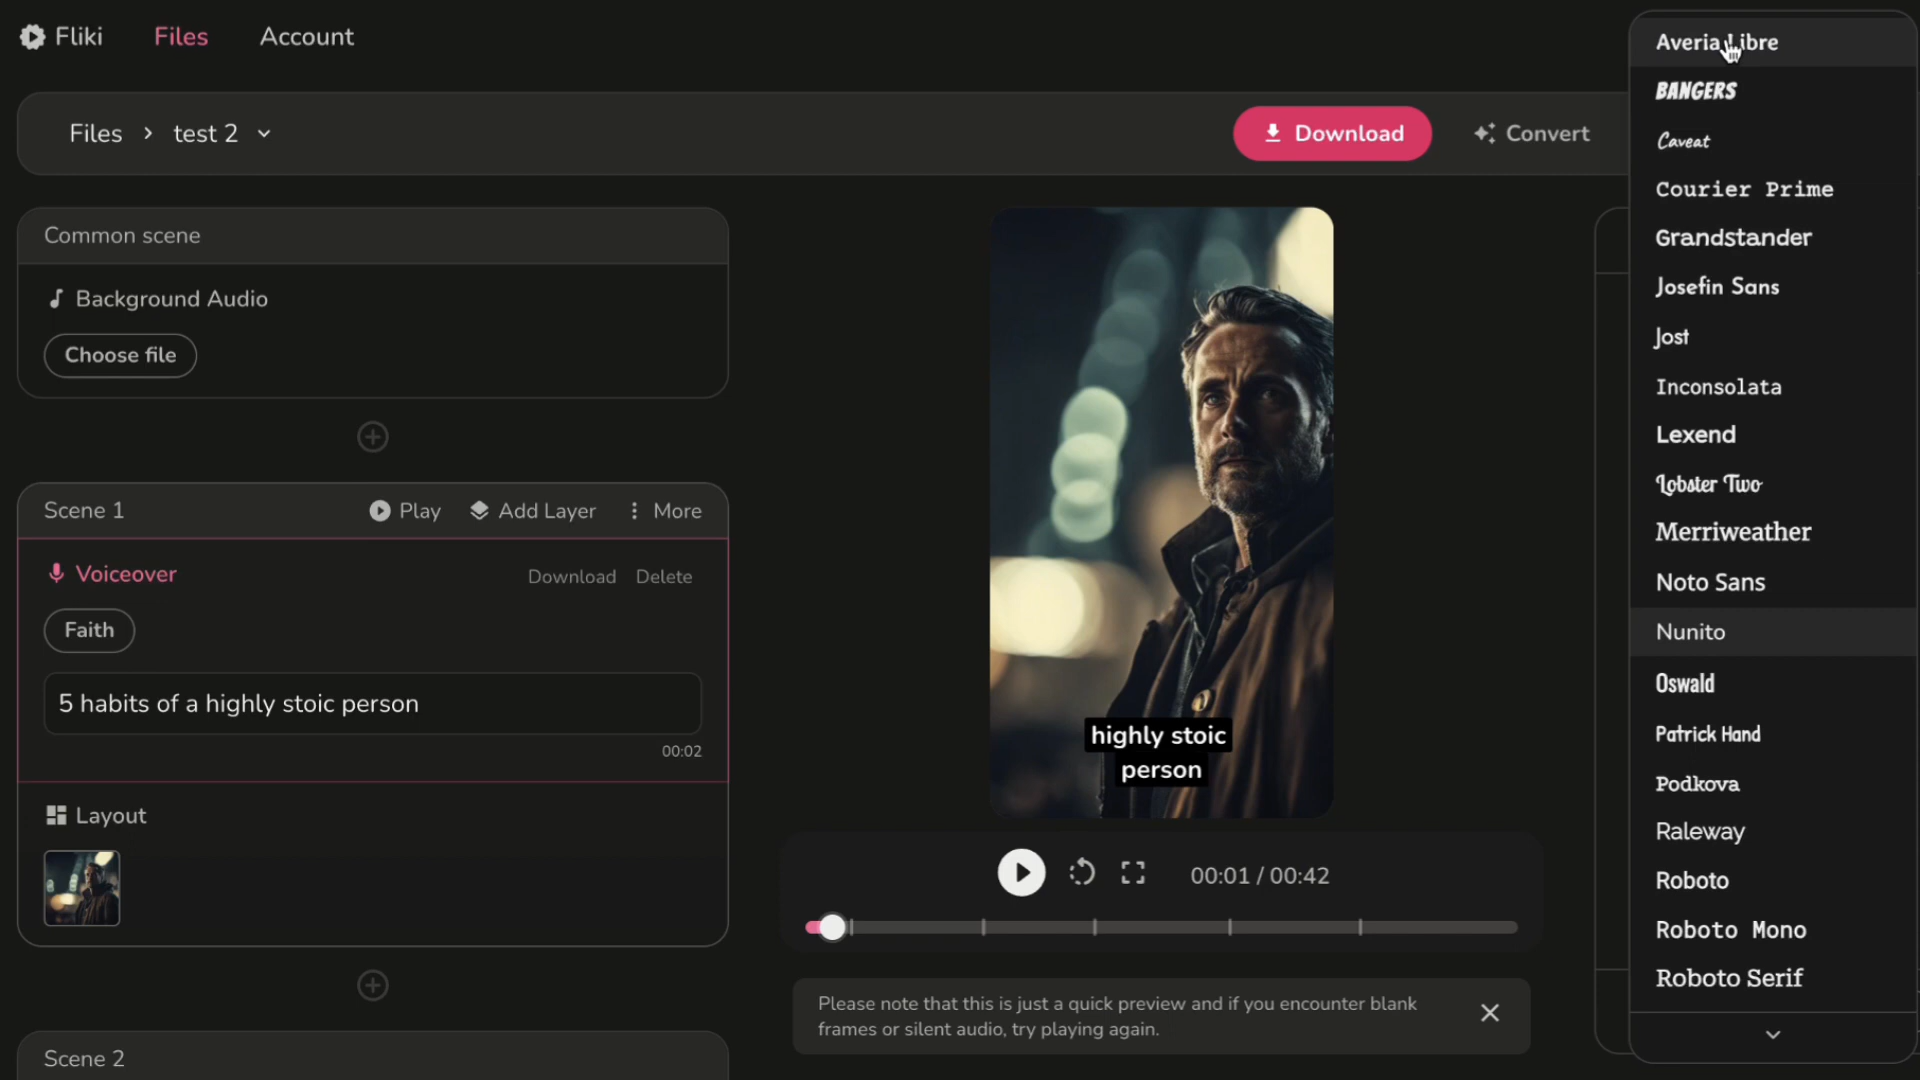 Fliki
Files
Account
Files > test 2
Download
Convert
Common scene
Background Audio
Choose file
Scene 1
Play
Add Layer
More
Voiceover
Download
Delete
Faith
5 habits of a highly stoic person
00:02
Layout
Scene 2
highly stoic
person
00:01 / 00:42
Please note that this is just a quick preview and if you encounter blank
frames or silent audio, try playing again.
Averia Libre
BANGERS
Caveat
Courier Prime
Grandstander
Josefin Sans
Jost
Inconsolata
Lexend
Lobster Two
Merriweather
Noto Sans
Nunito
Oswald
Patrick Hand
Podkova
Raleway
Roboto
Roboto Mono
Roboto Serif